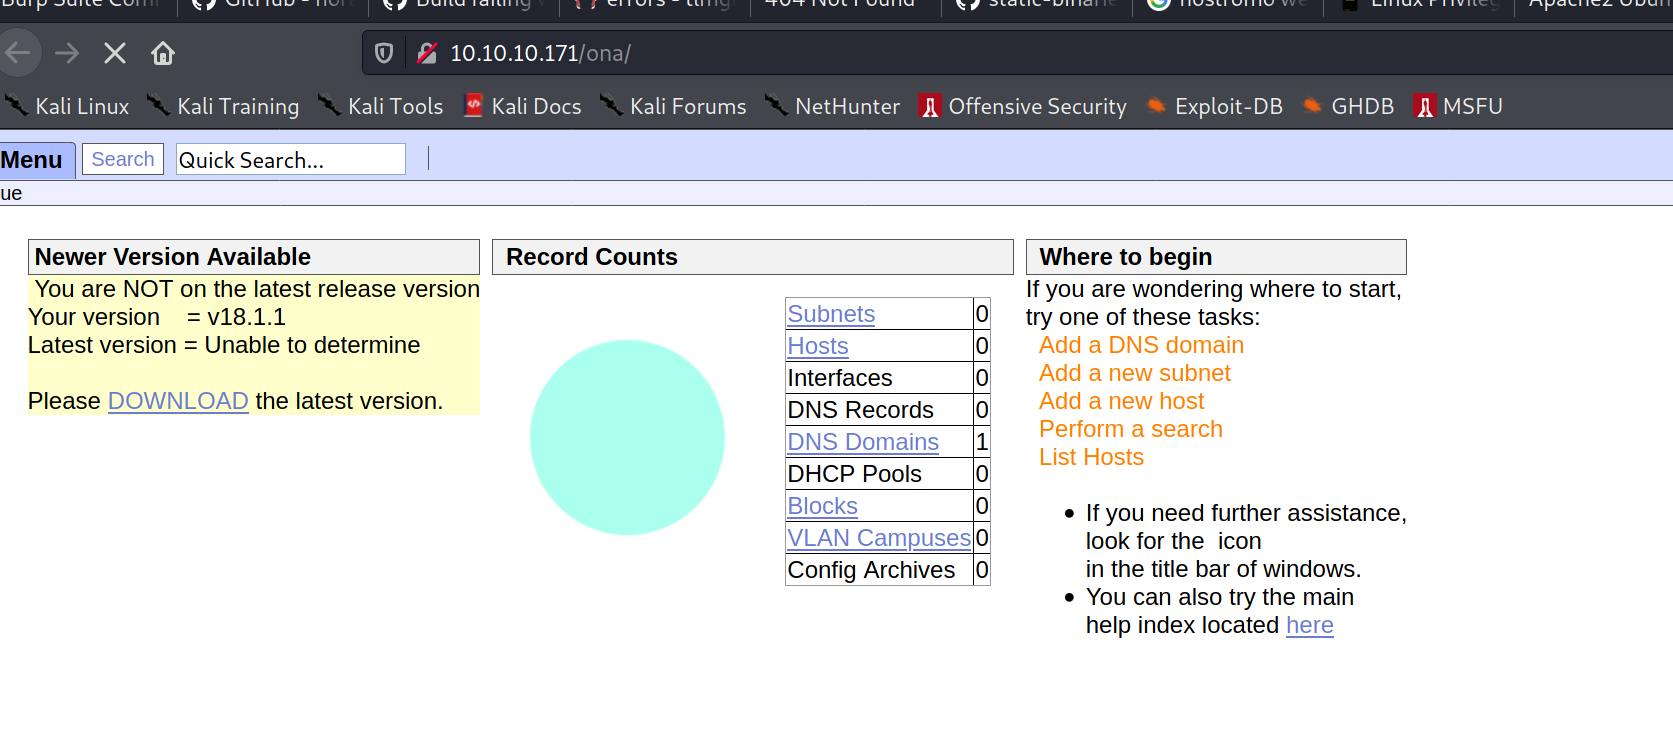 Burp Suite Com
GitHub - nos
Build failing
errors - tlmg
404 Not Found
static-binarie
nostromo we
Linux Privileg
Apache2 Ubun
10.10.10.171/ona/
Kali Linux Kali Training Kali Tools Kali Docs Kali Forums NetHunter Offensive Security Exploit-DB GHDB MSFU
Menu Search Quick Search...
ue
Newer Version Available
You are NOT on the latest release version
Your version = v18.1.1
Latest version = Unable to determine
Please DOWNLOAD the latest version.
Record Counts
Subnets 0
Hosts 0
Interfaces 0
DNS Records 0
DNS Domains 1
DHCP Pools 0
Blocks 0
VLAN Campuses 0
Config Archives 0
Where to begin
If you are wondering where to start,
try one of these tasks:
Add a DNS domain
Add a new subnet
Add a new host
Perform a search
List Hosts
If you need further assistance,
look for the icon
in the title bar of windows.
You can also try the main
help index located here